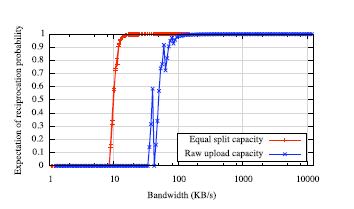 Expectation of reciprocation probability
1
0.9
0.8
0.7
0.6
0.5
0.4
0.3
0.2
0.1
0
Equal split capacity
Raw upload capacity
1 10 100 1000 10000
Bandwidth (KB/s)